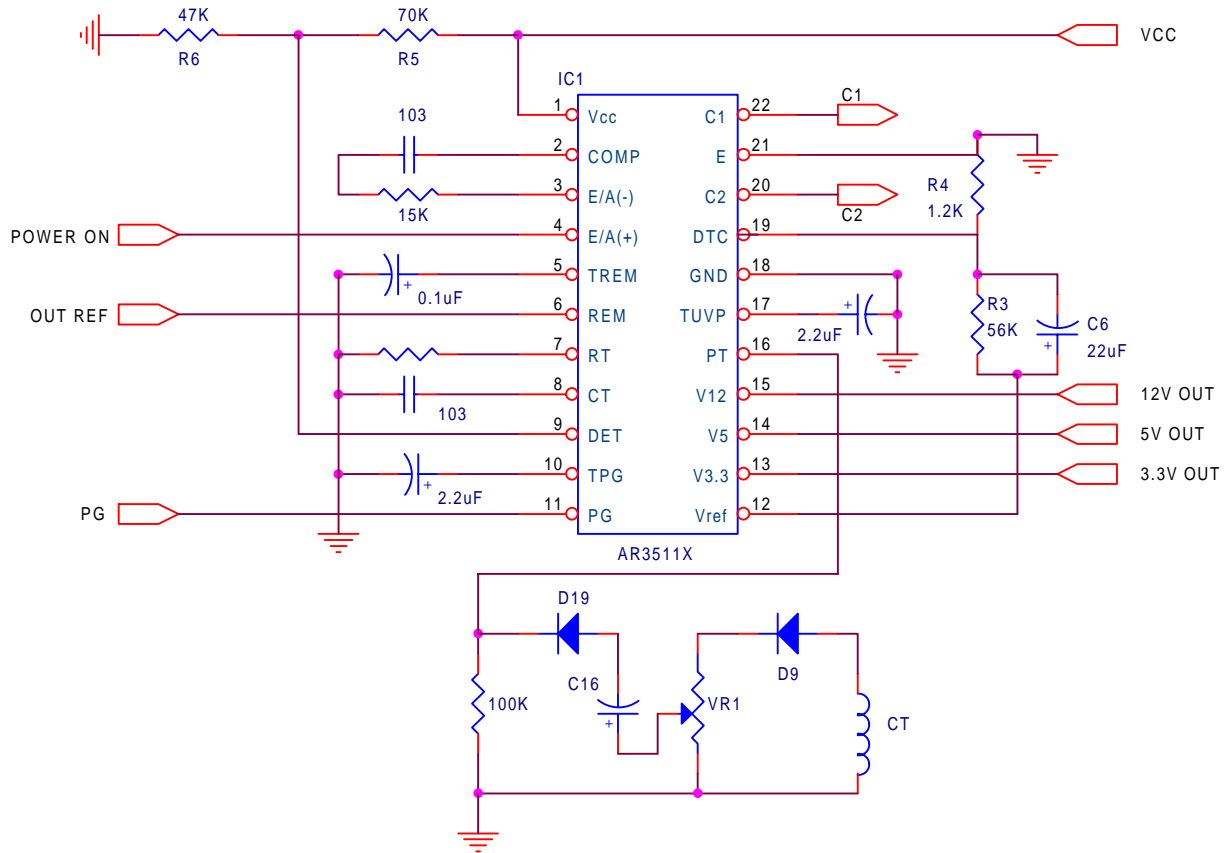 47K
70K
R6
R5
VCC
IC1
AR3511X
1
Vcc
2
COMP
3
E/A(-)
4
E/A(+)
5
TREM
6
REM
7
RT
8
CT
9
DET
10
TPG
11
PG
22
C1
21
E
20
C2
19
DTC
18
GND
17
TUVP
16
PT
15
V12
14
V5
13
V3.3
12
Vref
103
15K
POWER ON
+
0.1uF
OUT REF
103
+
2.2uF
PG
C1
C2
R4
1.2K
+
2.2uF
R3
56K
+
C6
22uF
12V OUT
5V OUT
3.3V OUT
D19
D9
C16
+
100K
VR1
CT